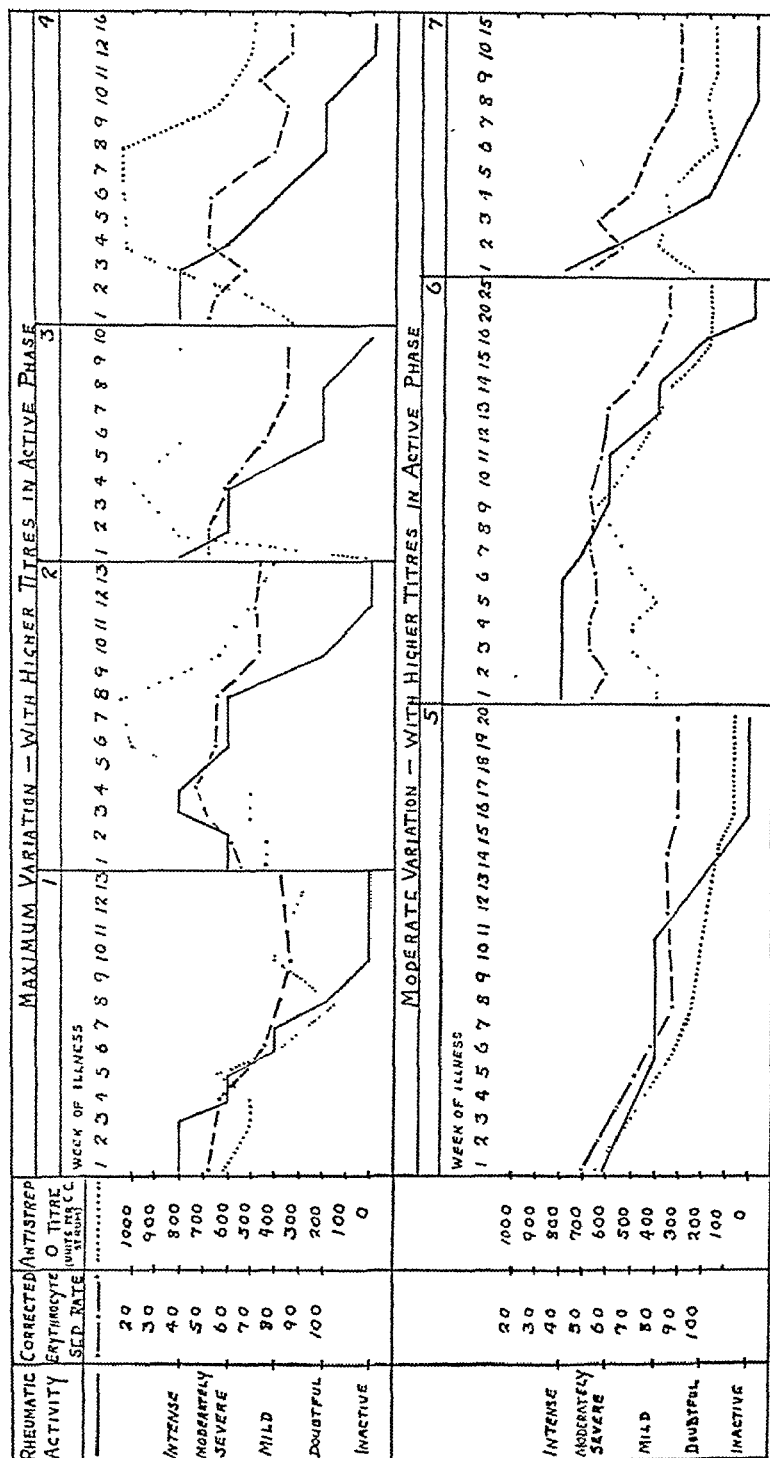 RHEUMATIC CORRECTED ANTISTREP MAXIMUM VARIATION — WITH HIGHER TITRES IN ACTIVE PHASE
ACTIVITY ERYTHROCYTE O TITRE 1 2 3 4
SED RATE (UNITS PER C.C. SERUM)
WEEK OF ILLNESS
1 2 3 4 5 6 7 8 9 10 11 12 13 1 2 3 4 5 6 7 8 9 10 11 12 13 1 2 3 4 5 6 7 8 9 10 1 2 3 4 5 6 7 8 9 10 11 12 16
20 1000
30 900
INTENSE 40 800
MODERATELY 50 700
SEVERE 60 600
70 500
MILD 80 400
90 300
DOUBTFUL 100 200
100
INACTIVE 0
MODERATE VARIATION — WITH HIGHER TITRES IN ACTIVE PHASE
5 6 7
WEEK OF ILLNESS
1 2 3 4 5 6 7 8 9 10 11 12 13 14 15 16 17 18 19 20 1 2 3 4 5 6 7 8 9 10 11 12 13 14 15 16 20 25 1 2 3 4 5 6 7 8 9 10 15
20 1000
30 900
INTENSE 40 800
MODERATELY 50 700
SEVERE 60 600
70 500
MILD 80 400
90 300
DOUBTFUL 100 200
100
INACTIVE 0